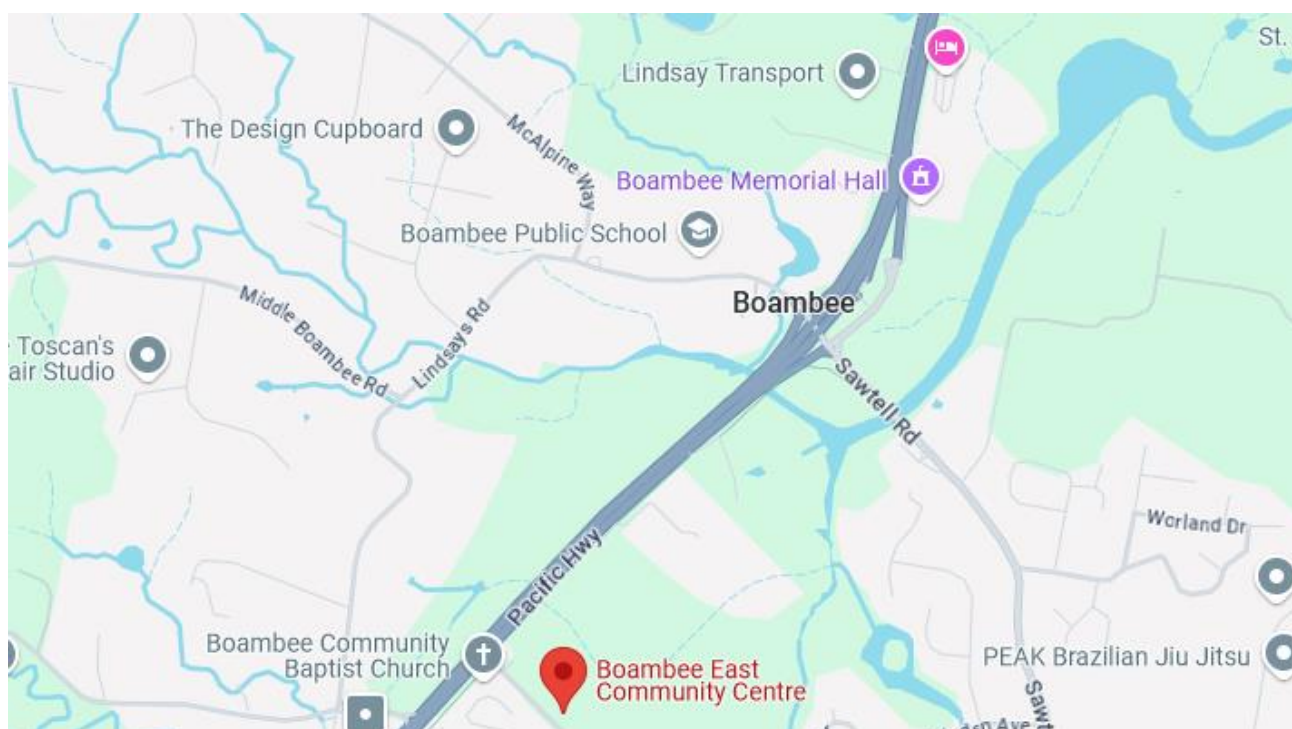 St.
Lindsay Transport
The Design Cupboard
McAlpine Way
Boambee Memorial Hall
Boambee Public School
Middle Boambee Rd
Lindsays Rd
Boambee
Toscan's
air Studio
Sawtell Rd
Worland Dr
Pacific Hwy
Boambee Community
Baptist Church
Boambee East
Community Centre
PEAK Brazilian Jiu Jitsu
Sawt